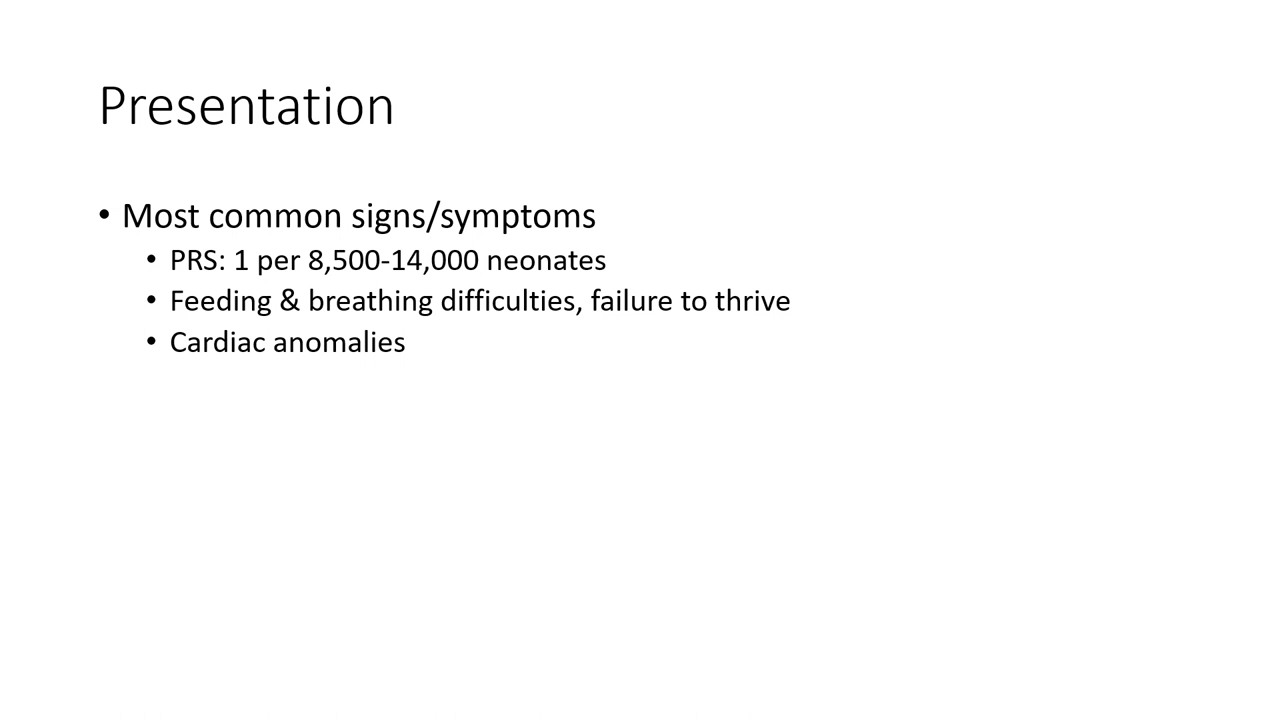 Presentation
• Most common signs/symptoms
• PRS: 1 per 8,500-14,000 neonates
• Feeding & breathing difficulties, failure to thrive
• Cardiac anomalies